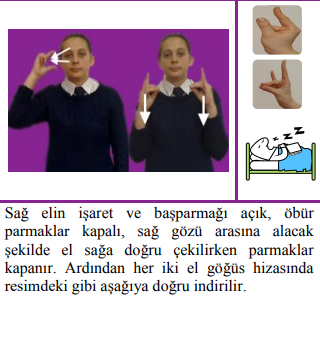 z z z
Sağ elin işaret ve başparmağı açık, öbür
parmaklar kapalı, sağ gözü arasına alacak
şekilde el sağa doğru çekilirken parmaklar
kapanır. Ardından her iki el göğüs hizasında
resimdeki gibi aşağıya doğru indirilir.